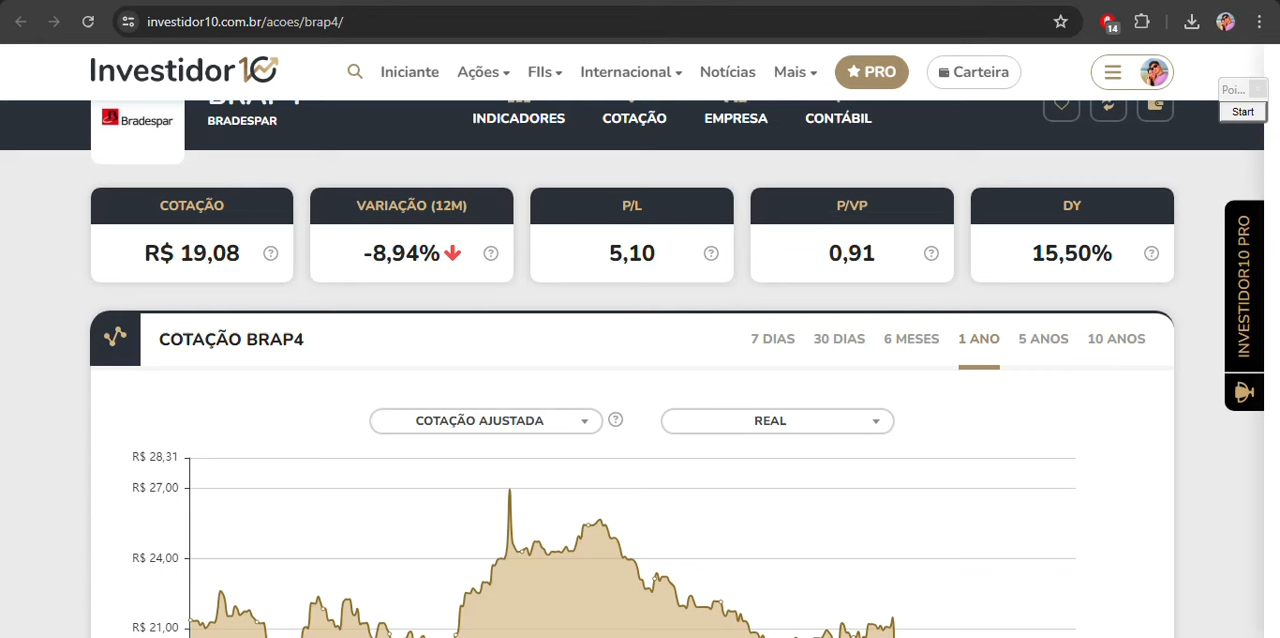 investidor10.com.br/acoes/brap4/
14
Investidor10
Iniciante
Ações
FIIs
Internacional
Notícias
Mais
PRO
Carteira
Poi...
Start
Bradespar
BRAP4
BRADESPAR
INDICADORES
COTAÇÃO
EMPRESA
CONTÁBIL
COTAÇÃO
VARIAÇÃO (12M)
P/L
P/VP
DY
R$ 19,08
-8,94%
5,10
0,91
15,50%
INVESTIDOR10 PRO
COTAÇÃO BRAP4
7 DIAS
30 DIAS
6 MESES
1 ANO
5 ANOS
10 ANOS
COTAÇÃO AJUSTADA
REAL
R$ 28,31
R$ 27,00
R$ 24,00
R$ 21,00